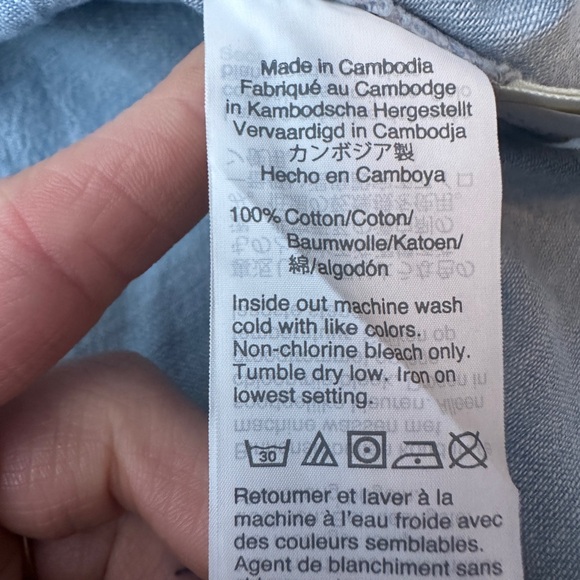 Made in Cambodia
Fabriqué au Cambodge
in Kambodscha Hergestellt
Vervaardigd in Cambodja
カンボジア製
Hecho en Camboya
100% Cotton/Coton/
Baumwolle/Katoen/
綿/algodón
Inside out machine wash
cold with like colors.
Non-chlorine bleach only.
Tumble dry low. Iron on
lowest setting.
30
Retourner et laver à la
machine à l'eau froide avec
des couleurs semblables.
Agent de blanchiment sans